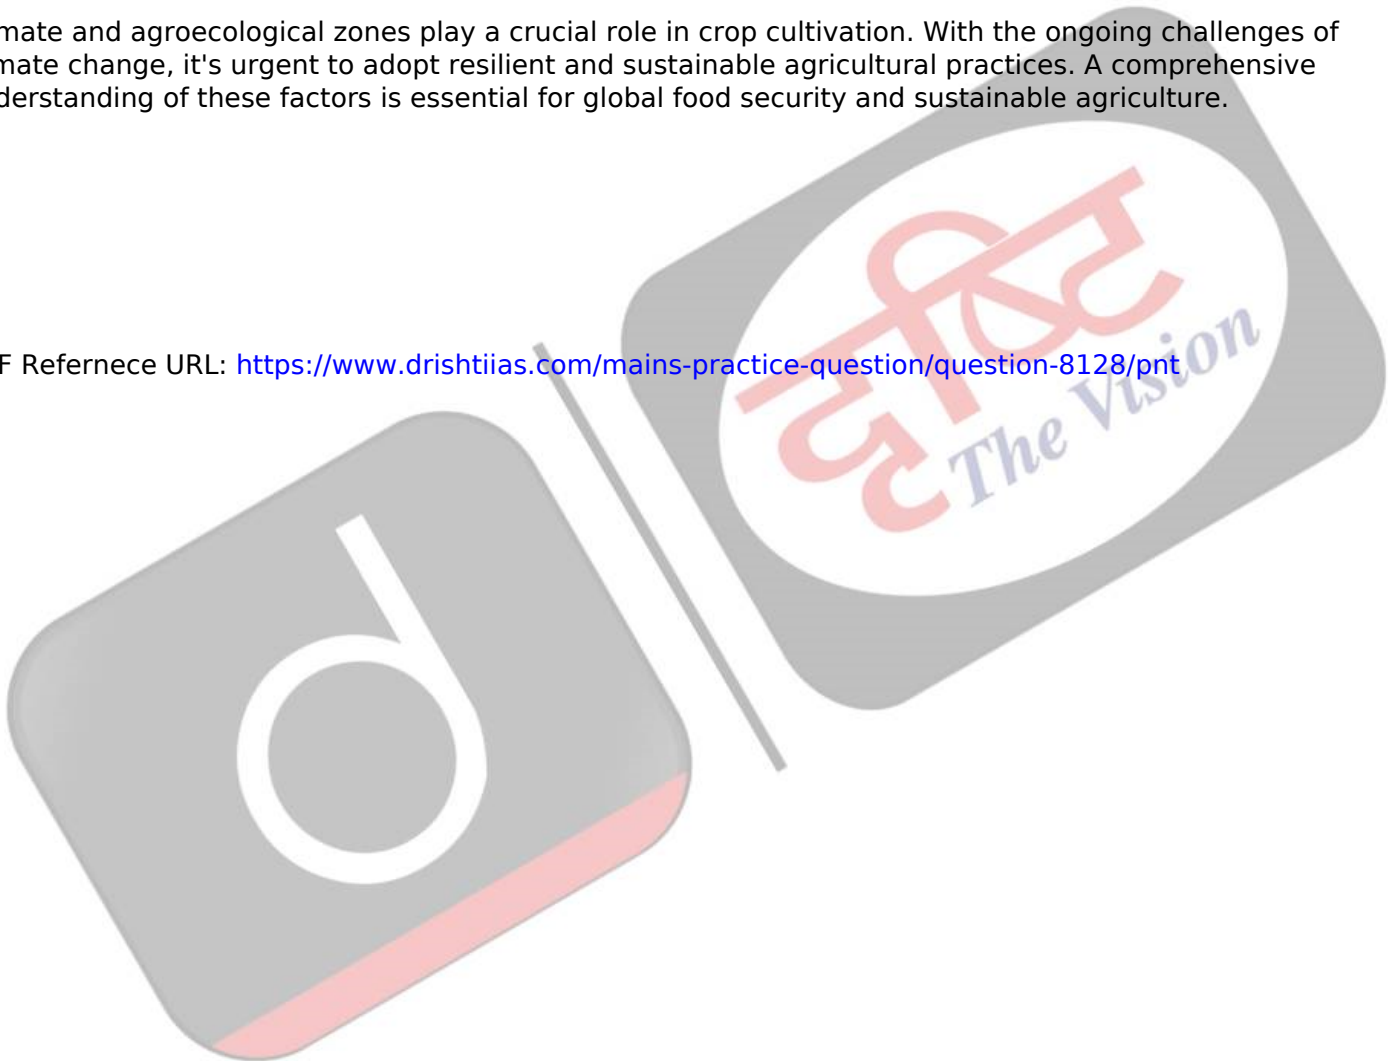 mate and agroecological zones play a crucial role in crop cultivation. With the ongoing challenges of
mate change, it's urgent to adopt resilient and sustainable agricultural practices. A comprehensive
derstanding of these factors is essential for global food security and sustainable agriculture.
F Refernece URL: https://www.drishtiias.com/mains-practice-question/question-8128/pnt
दृष्टि
The Vision
d